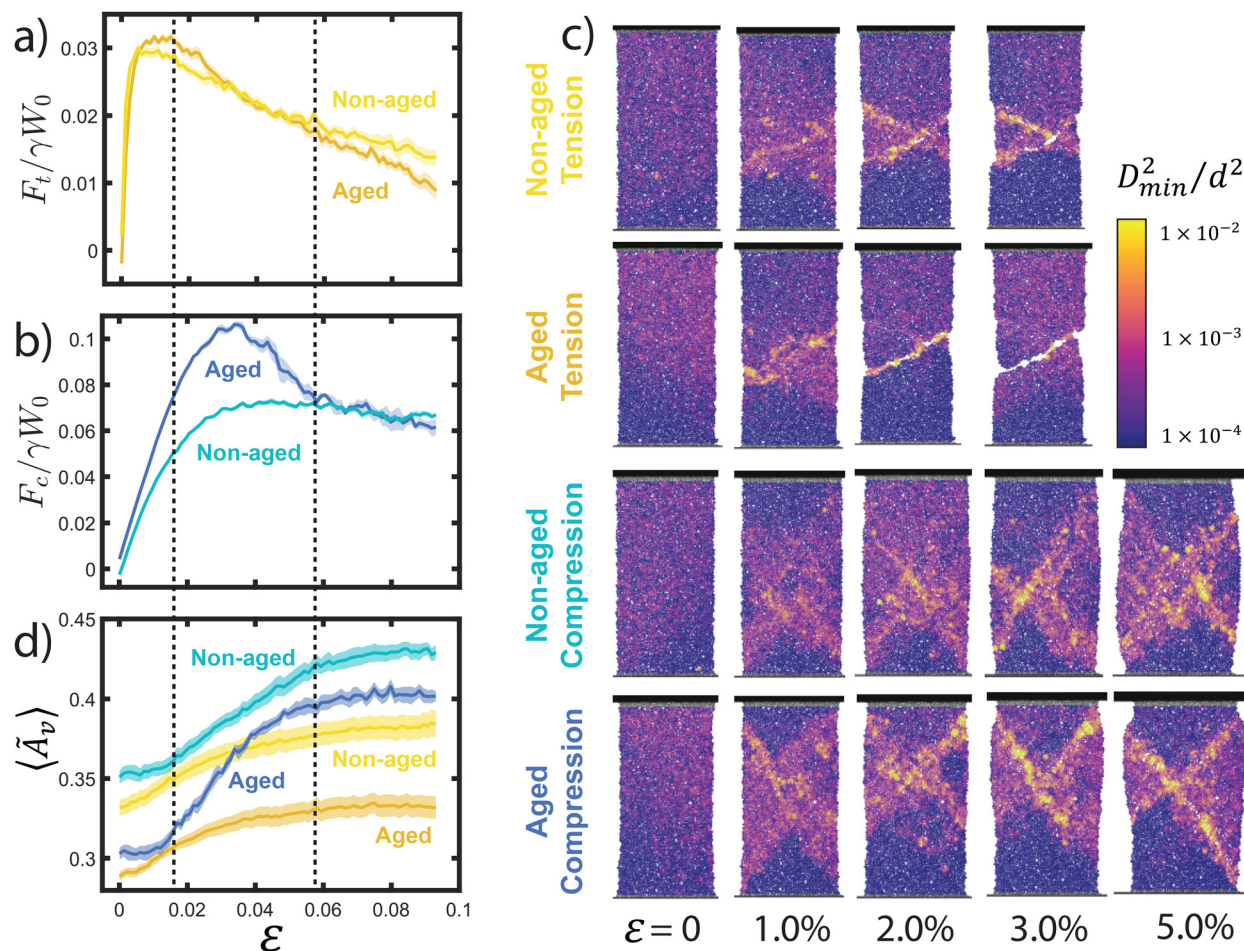 a)
F_t/γW_0
0.03
0.02
0.01
0
Non-aged
Aged
b)
F_c/γW_0
0.1
0.08
0.06
0.04
0.02
0
Aged
Non-aged
d)
⟨Ã_v⟩
0.45
0.4
0.35
0.3
Non-aged
Non-aged
Aged
Aged
0
0.02
0.04
0.06
0.08
0.1
ε
c)
Non-aged
Tension
Aged
Tension
Non-aged
Compression
Aged
Compression
D²_min/d²
1 × 10⁻²
1 × 10⁻³
1 × 10⁻⁴
ε = 0
1.0%
2.0%
3.0%
5.0%